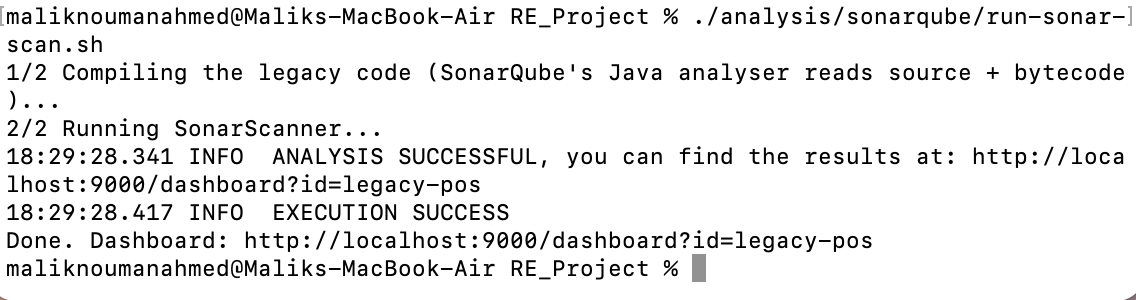 [maliknoumanahmed@Maliks-MacBook-Air RE_Project % ./analysis/sonarqube/run-sonar-]
scan.sh
1/2 Compiling the legacy code (SonarQube's Java analyser reads source + bytecode
)...
2/2 Running SonarScanner...
18:29:28.341 INFO  ANALYSIS SUCCESSFUL, you can find the results at: http://loca
lhost:9000/dashboard?id=legacy-pos
18:29:28.417 INFO  EXECUTION SUCCESS
Done. Dashboard: http://localhost:9000/dashboard?id=legacy-pos
maliknoumanahmed@Maliks-MacBook-Air RE_Project %